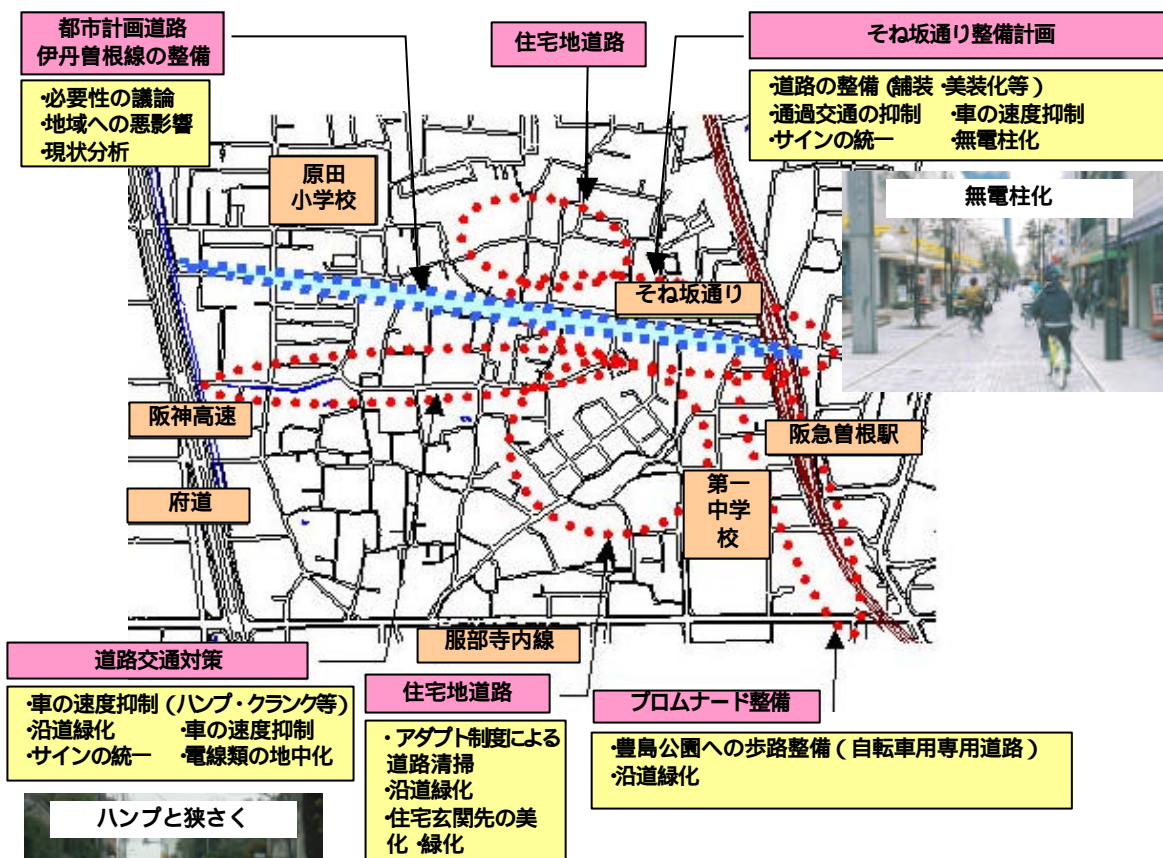 都市計画道路
伊丹曽根線の整備
・必要性の議論
・地域への悪影響
・現状分析
住宅地道路
そね坂通り整備計画
・道路の整備（舗装・美装化等）
・通過交通の抑制 ・車の速度抑制
・サインの統一 ・無電柱化
無電柱化
原田
小学校
そね坂通り
阪神高速
阪急曽根駅
府道
第一
中学
校
服部寺内線
道路交通対策
・車の速度抑制（ハンプ・クランク等）
・沿道緑化 ・車の速度抑制
・サインの統一 ・電線類の地中化
ハンプと狭さく
住宅地道路
・アダプト制度による
道路清掃
・沿道緑化
・住宅玄関先の美
化・緑化
プロムナード整備
・豊島公園への歩路整備（自転車用専用道路）
・沿道緑化